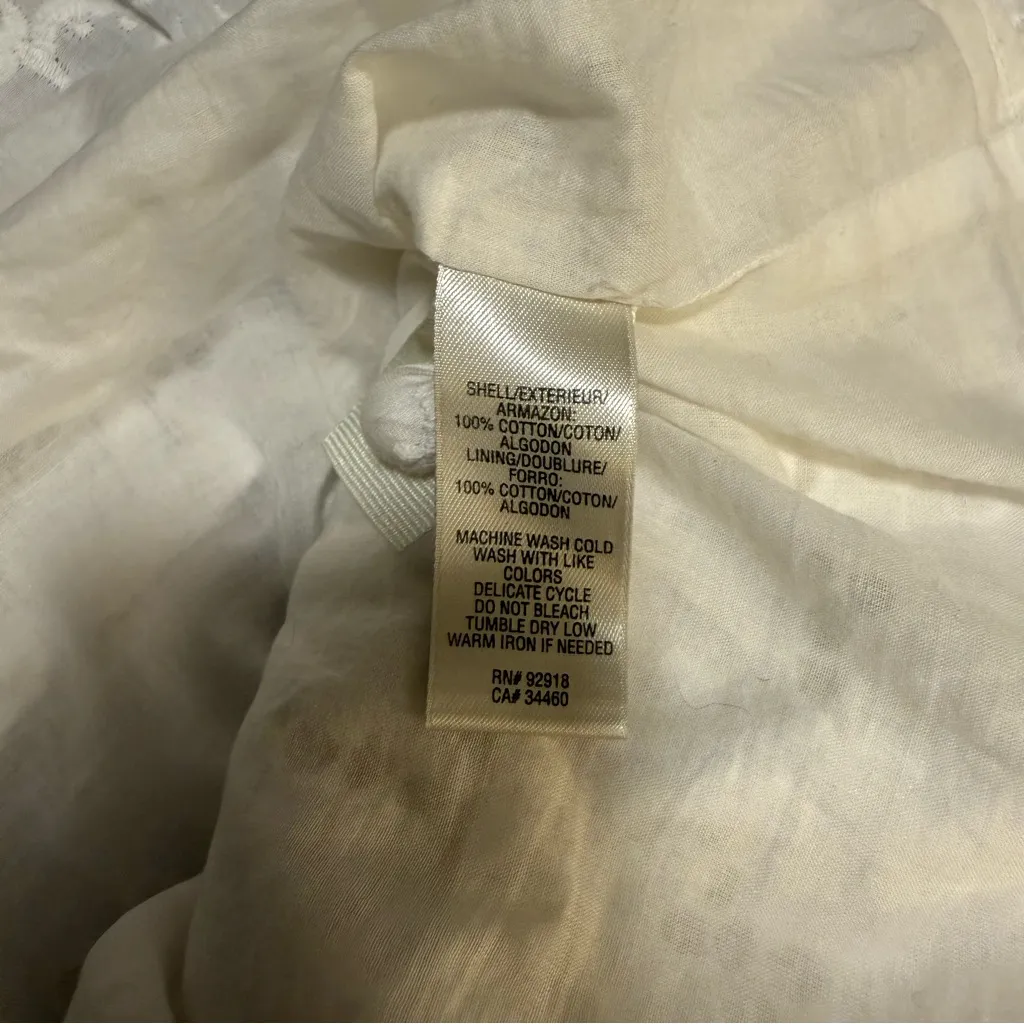 SHELL/EXTERIEUR/
ARMAZON:
100% COTTON/COTON/
ALGODON
LINING/DOUBLURE/
FORRO:
100% COTTON/COTON/
ALGODON
MACHINE WASH COLD
WASH WITH LIKE
COLORS
DELICATE CYCLE
DO NOT BLEACH
TUMBLE DRY LOW
WARM IRON IF NEEDED
RN# 92918
CA# 34460